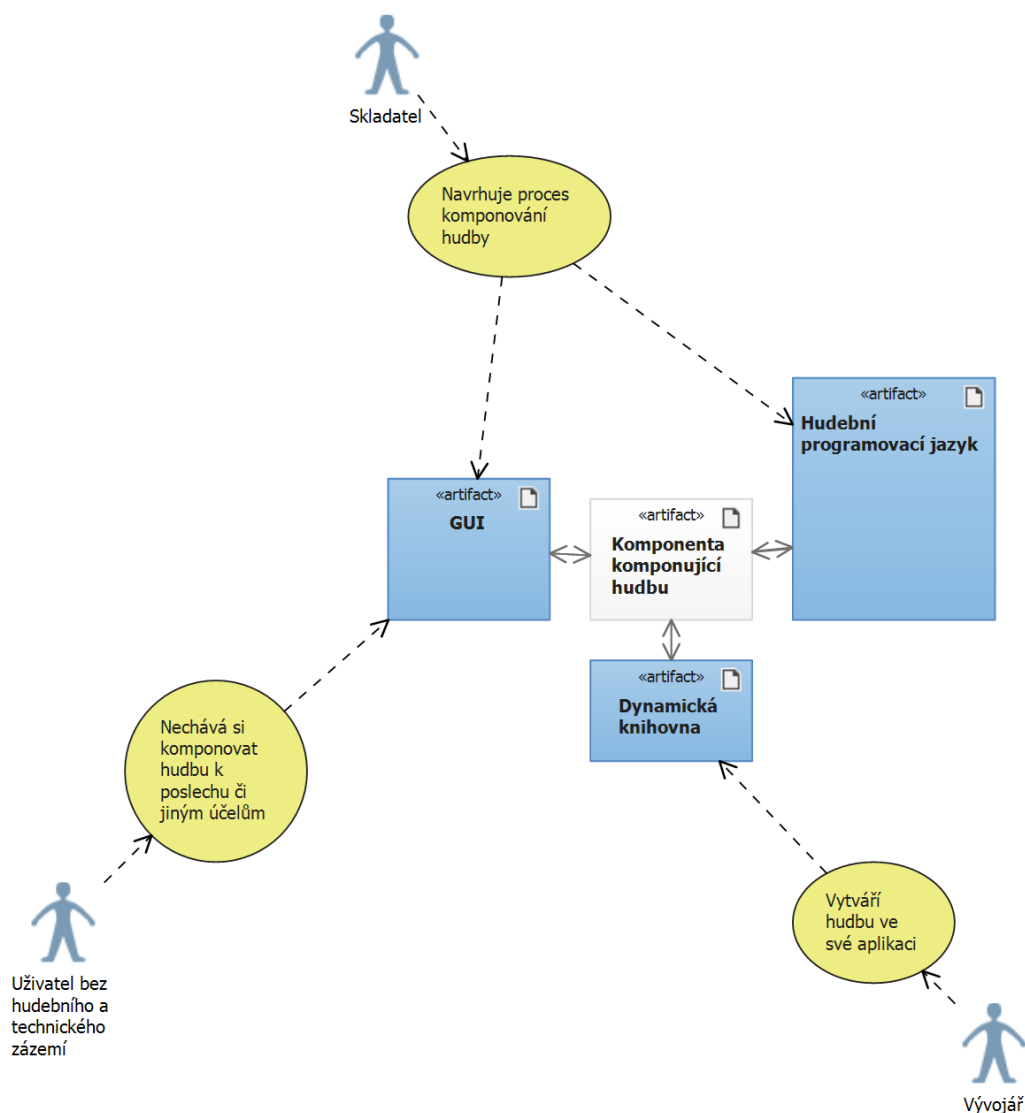 Skladatel
Navrhuje proces
komponování
hudby
«artifact»
Hudební
programovací jazyk
«artifact»
GUI
«artifact»
Komponenta
komponující
hudbu
«artifact»
Dynamická
knihovna
Nechává si
komponovat
hudbu k
poslechu či
jiným účelům
Vytváří
hudbu ve
své aplikaci
Uživatel bez
hudebního a
technického
zázemí
Vývojář